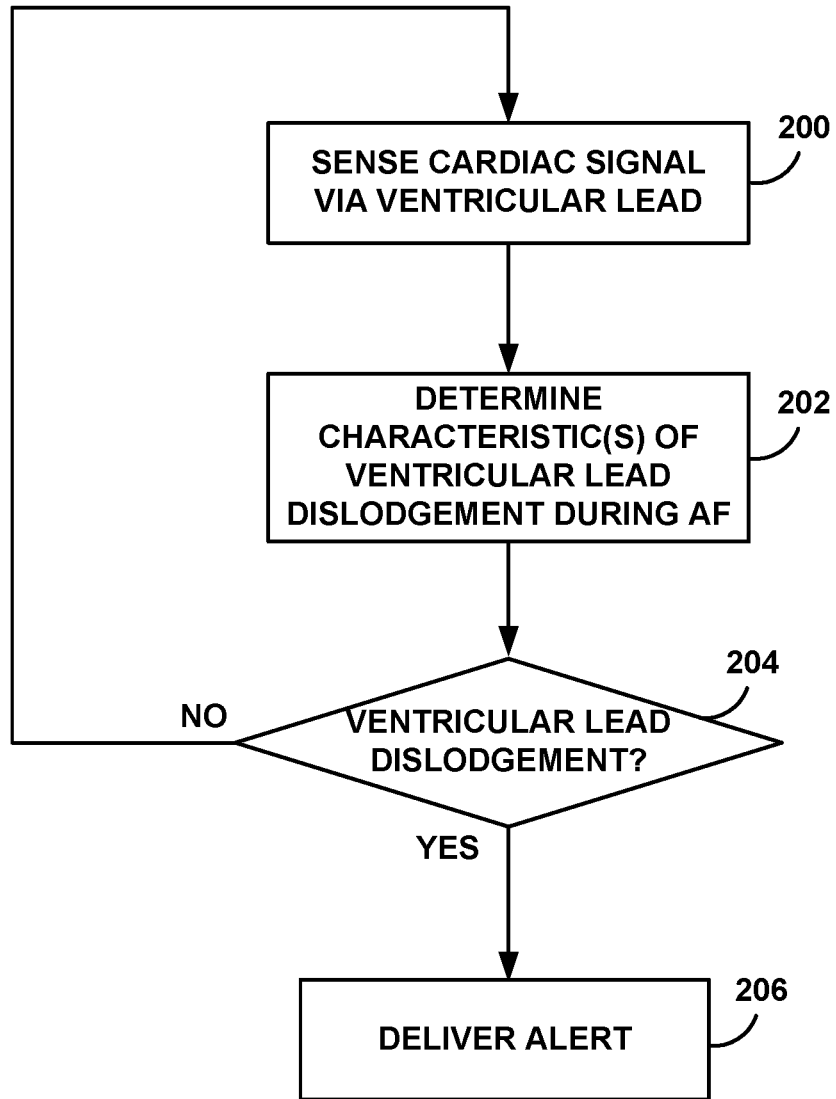 SENSE CARDIAC SIGNAL
VIA VENTRICULAR LEAD
200
DETERMINE
CHARACTERISTIC(S) OF
VENTRICULAR LEAD
DISLODGEMENT DURING AF
202
VENTRICULAR LEAD
DISLODGEMENT?
204
NO
YES
DELIVER ALERT
206